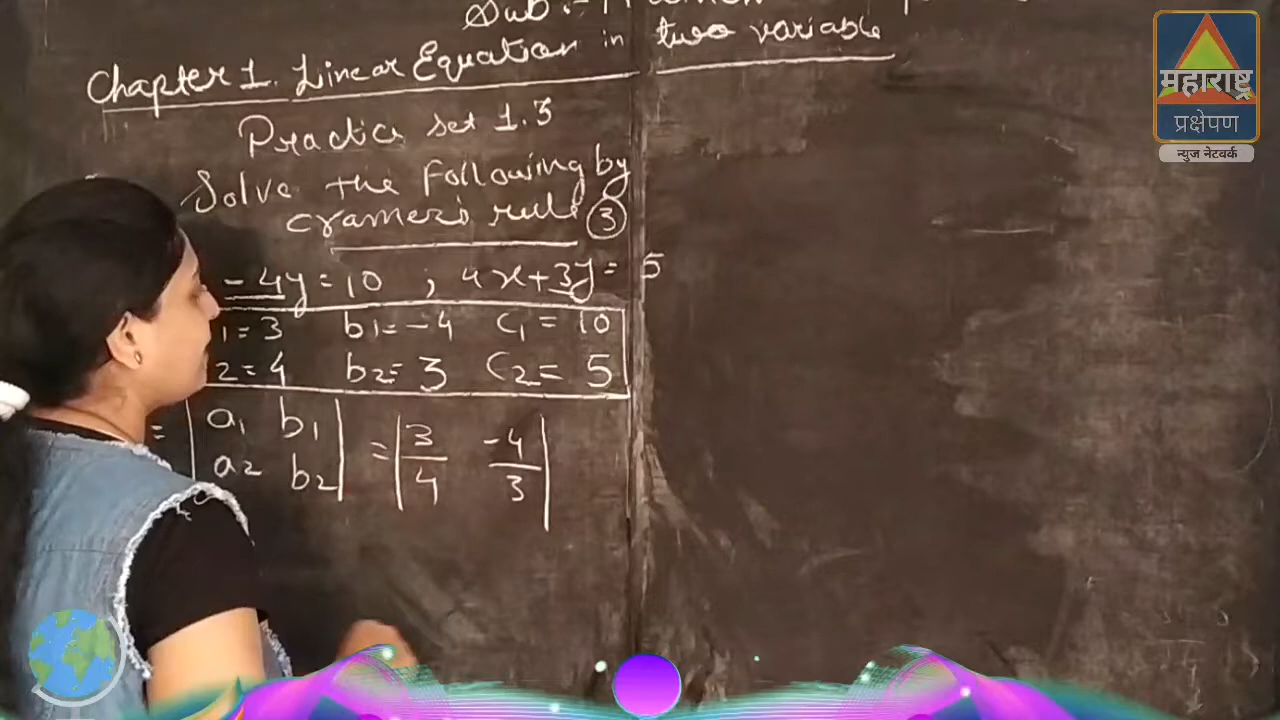 Sub :-
Chapter 1. Linear Equation in two variable
Practice set 1.3
Solve the following by
cramer's rule ③
-4y=10 ; 4x+3y= 5
1=3 b1=-4 C1=10
2=4 b2=3 C2=5
= | a1 b1 | = | 3 -4 |
| a2 b2 | | 4 3 |
महाराष्ट्र
प्रक्षेपण
न्युज नेटवर्क